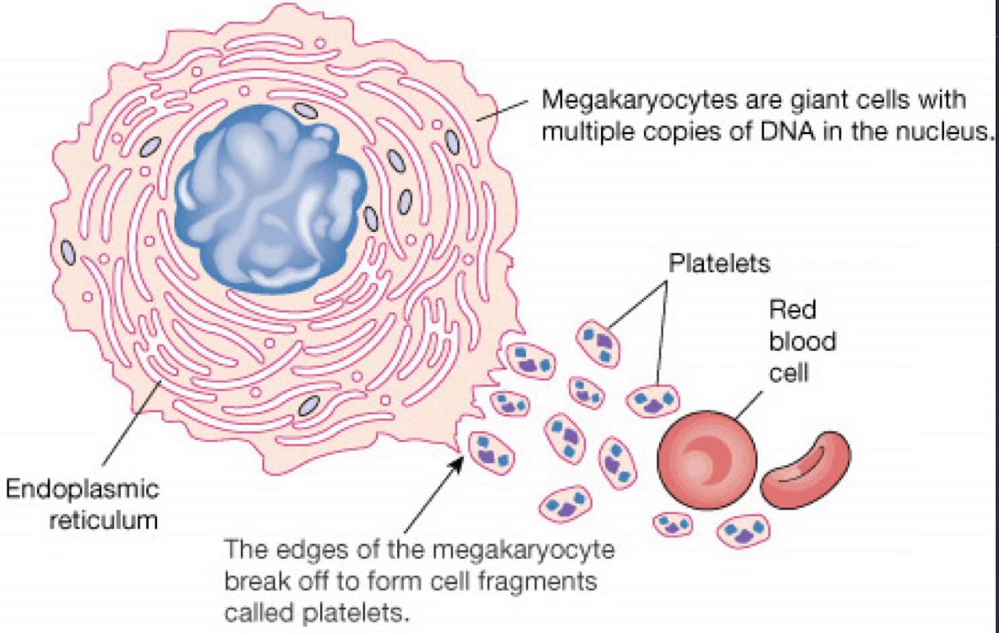 Megakaryocytes are giant cells with
multiple copies of DNA in the nucleus.
Platelets
Red
blood
cell
Endoplasmic
reticulum
The edges of the megakaryocyte
break off to form cell fragments
called platelets.